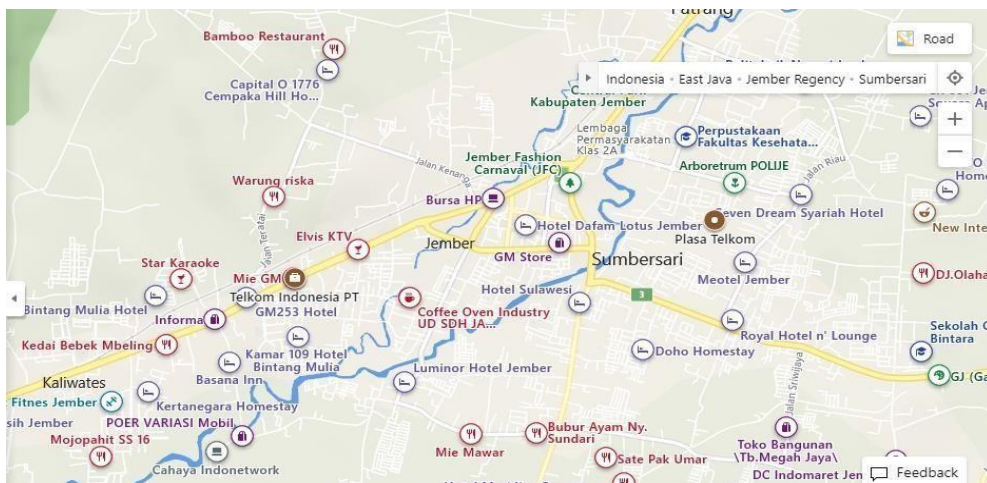 Patrang
Bamboo Restaurant
Road
Capital O 1776
Cempaka Hill Ho...
Indonesia • East Java • Jember Regency • Sumbersari
Kabupaten Jember
Lembaga
Permasyarakatan
Klas 2A
Perpustakaan
Fakultas Kesehata...
Jalan Kenanga
Jember Fashion
Carnaval (JFC)
Arboretrum POLIJE
Jalan Riau
Warung riska
Bursa HP
Seven Dream Syariah Hotel
Jalan Teratai
Elvis KTV
Jember
Hotel Dafam Lotus Jember
Plasa Telkom
New Inte
GM Store
Sumbersari
Star Karaoke
Mie GM
Meotel Jember
DJ.Olaha
Telkom Indonesia PT
Hotel Sulawesi
3
Bintang Mulia Hotel
GM253 Hotel
Coffee Oven Industry
UD SDH JA...
Informa
Sekolah C
Bintara
Royal Hotel n' Lounge
Kedai Bebek Mbeling
Kamar 109 Hotel
Bintang Mulia
Doho Homestay
Basana Inn
Luminor Hotel Jember
GJ (Ga
Kaliwates
Fitnes Jember
Kertanegara Homestay
Jalan Sriwijaya
sih Jember
POER VARIASI Mobil
Mojopahit SS 16
Mie Mawar
Bubur Ayam Ny.
Sundari
Toko Bangunan
\Tb.Megah Jaya\
Cahaya Indonetwork
Sate Pak Umar
DC Indomaret Jen
Feedback